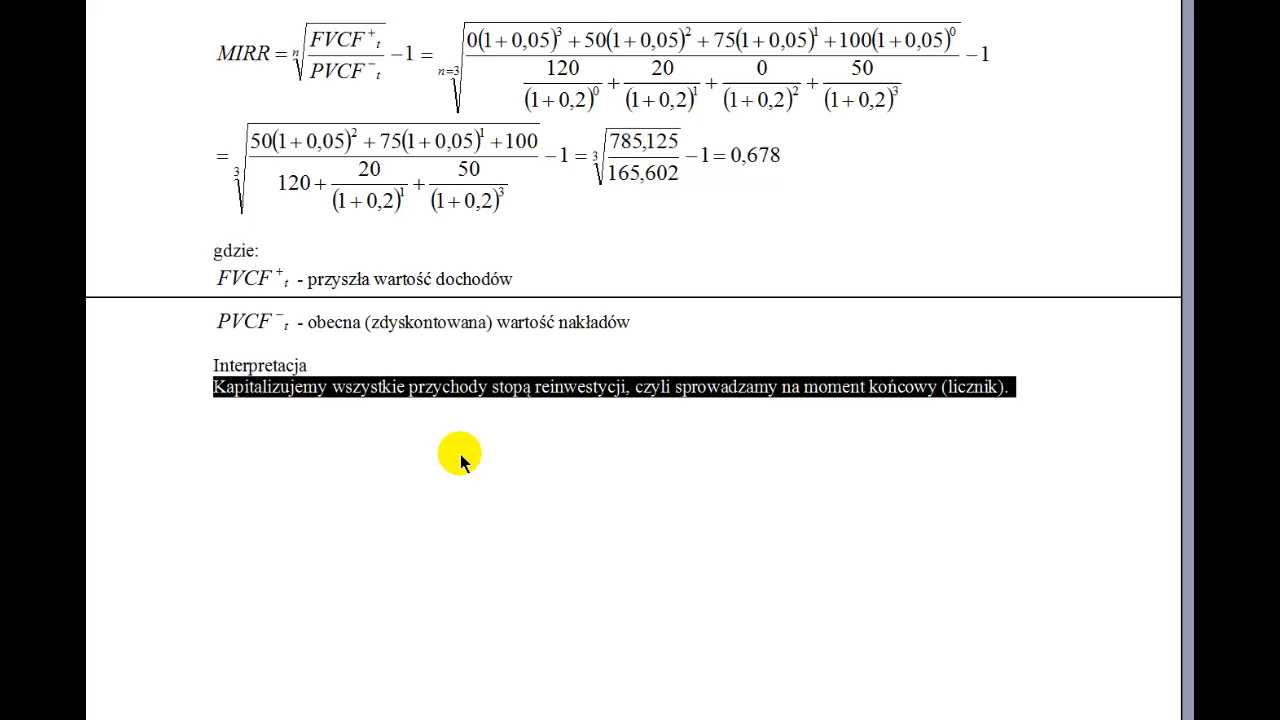 MIRR = ⁿ√(FVCF⁺ₜ / PVCF⁻ₜ) − 1 = ⁿ⁼³√((0(1+0,05)³ + 50(1+0,05)² + 75(1+0,05)¹ + 100(1+0,05)⁰) / (120/(1+0,2)⁰ + 20/(1+0,2)¹ + 0/(1+0,2)² + 50/(1+0,2)³)) − 1
= ³√((50(1+0,05)² + 75(1+0,05)¹ + 100) / (120 + 20/(1+0,2)¹ + 50/(1+0,2)³)) − 1 = ³√(785,125 / 165,602) − 1 = 0,678
gdzie:
FVCF⁺ₜ - przyszła wartość dochodów
PVCF⁻ₜ - obecna (zdyskontowana) wartość nakładów
Interpretacja
Kapitalizujemy wszystkie przychody stopą reinwestycji, czyli sprowadzamy na moment końcowy (licznik).